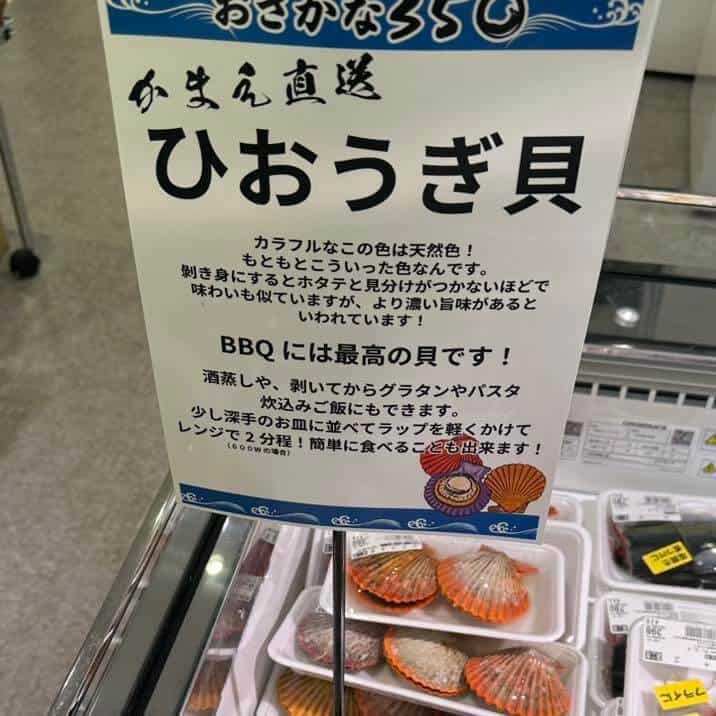 おさかなろらし
かまえ直送
ひおうぎ貝
カラフルなこの色は天然色！
もともとこういった色なんです。
剝き身にするとホタテと見分けがつかないほどで
味わいも似ていますが、より濃い旨味があると
いわれています！
BBQ には最高の貝です！
酒蒸しや、剥いてからグラタンやパスタ
炊込みご飯にもできます。
少し深手のお皿に並べてラップを軽くかけて
レンジで２分程！簡単に食べることも出来ます！
（６００Wの場合）
フライに